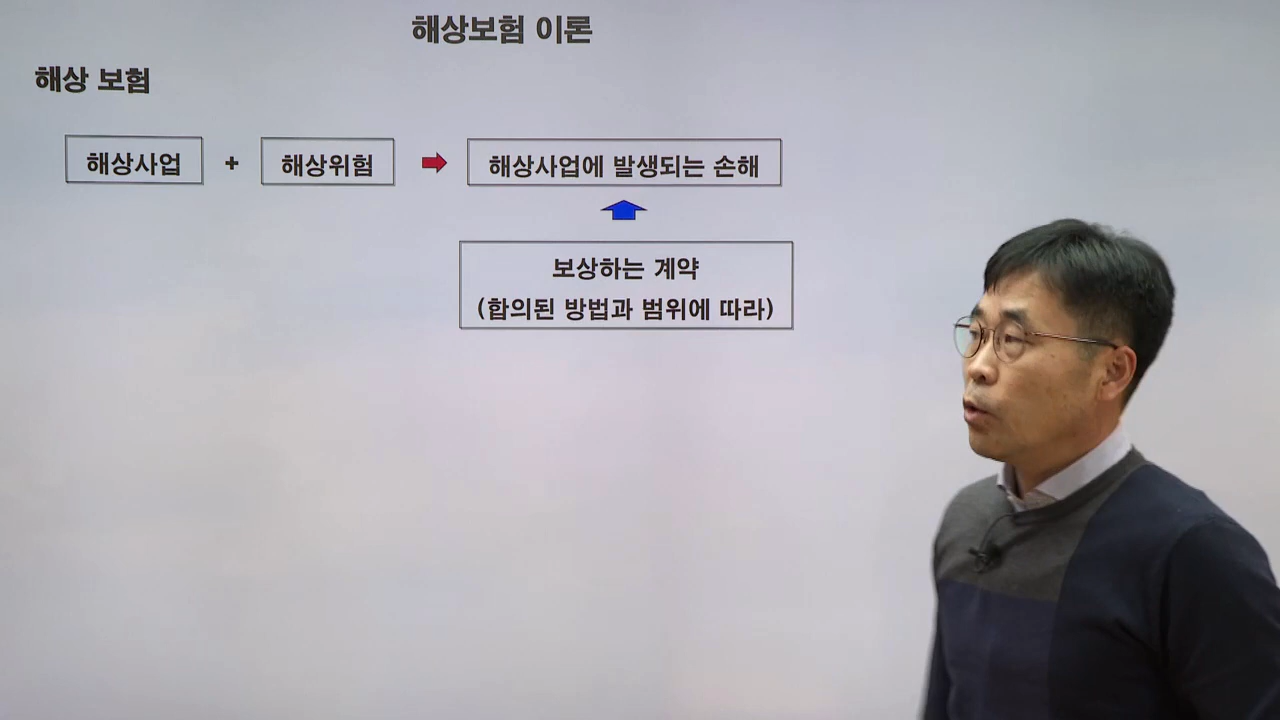 해상보험 이론
해상 보험
해상사업 + 해상위험 해상사업에 발생되는 손해
보상하는 계약
(합의된 방법과 범위에 따라)